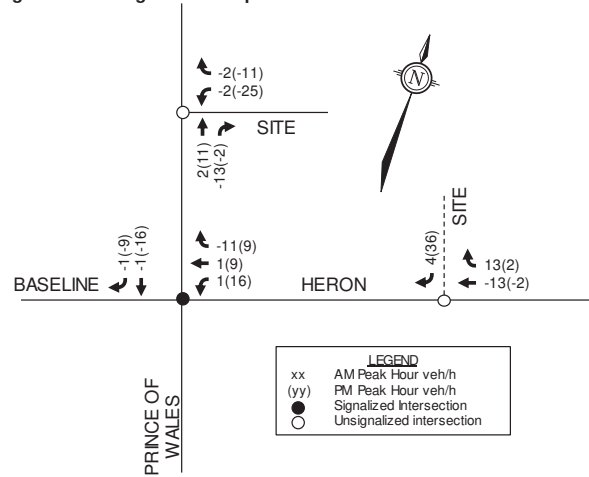 -2(-11)
-2(-25)
SITE
2(11)
-13(-2)
N
SITE
-1(-9)
-1(-16)
-11(9)
1(9)
1(16)
4(36)
13(2)
-13(-2)
BASELINE
HERON
PRINCE OF
WALES
LEGEND
xx AM Peak Hour veh/h
(yy) PM Peak Hour veh/h
Signalized Intersection
Unsignalized intersection